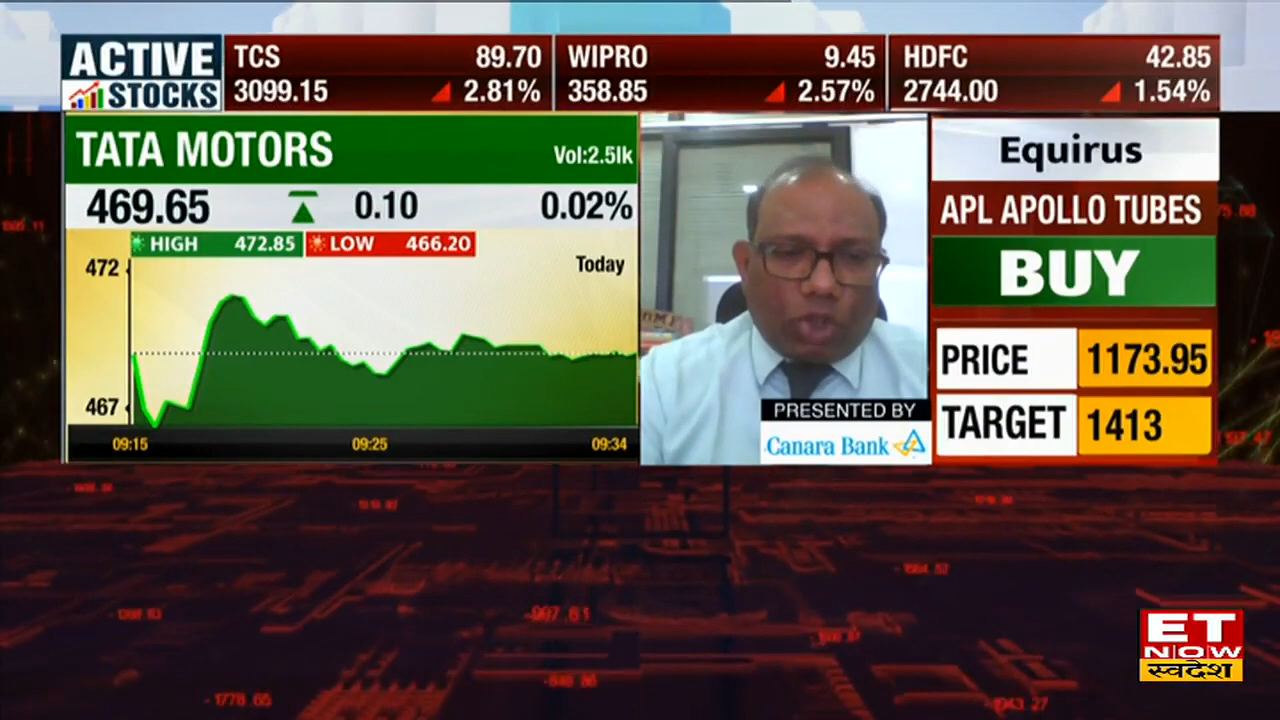 ACTIVE
STOCKS
TCS 89.70
3099.15 2.81%
WIPRO 9.45
358.85 2.57%
HDFC 42.85
2744.00 1.54%
TATA MOTORS Vol:2.5lk
469.65 0.10 0.02%
HIGH 472.85 LOW 466.20
Today
472
467
09:15 09:25 09:34
PRESENTED BY
Canara Bank
Equirus
APL APOLLO TUBES
BUY
PRICE 1173.95
TARGET 1413
ET
NOW
स्वदेश